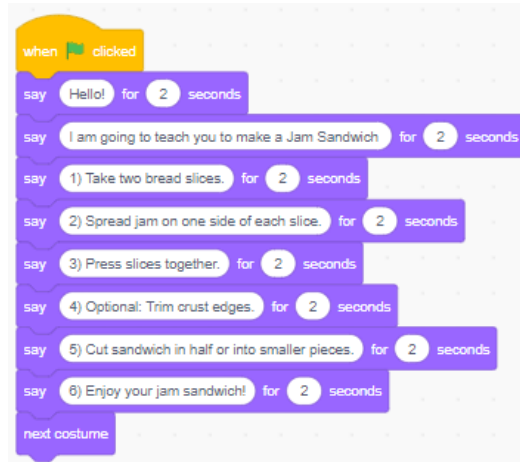 when clicked
say Hello! for 2 seconds
say I am going to teach you to make a Jam Sandwich for 2 seconds
say 1) Take two bread slices. for 2 seconds
say 2) Spread jam on one side of each slice. for 2 seconds
say 3) Press slices together. for 2 seconds
say 4) Optional: Trim crust edges. for 2 seconds
say 5) Cut sandwich in half or into smaller pieces. for 2 seconds
say 6) Enjoy your jam sandwich! for 2 seconds
next costume